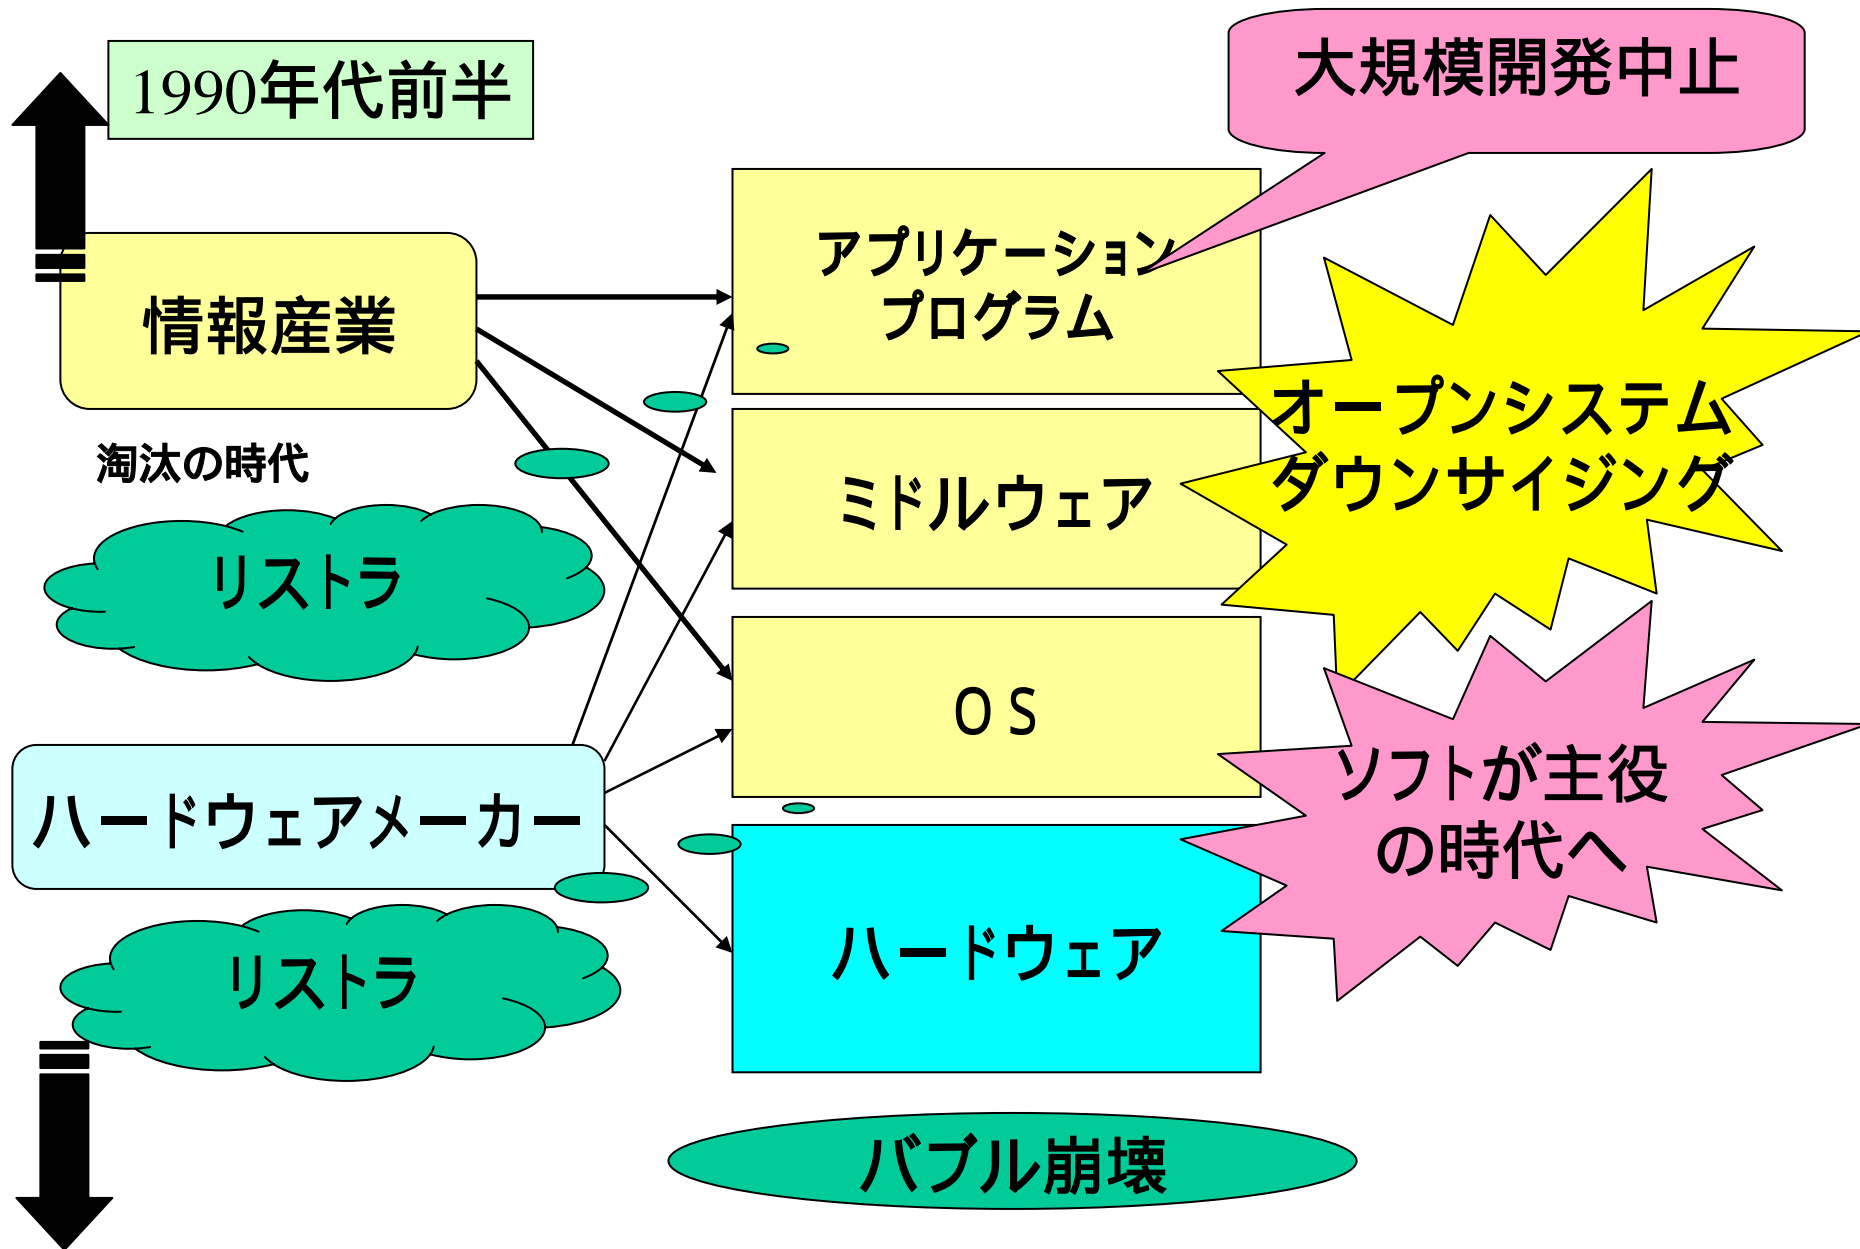 1990年代前半
大規模開発中止
情報産業
アプリケーション
プログラム
淘汰の時代
オープンシステム
ダウンサイジング
ミドルウェア
リストラ
ＯＳ
ソフトが主役
の時代へ
ハードウェアメーカー
ハードウェア
リストラ
バブル崩壊